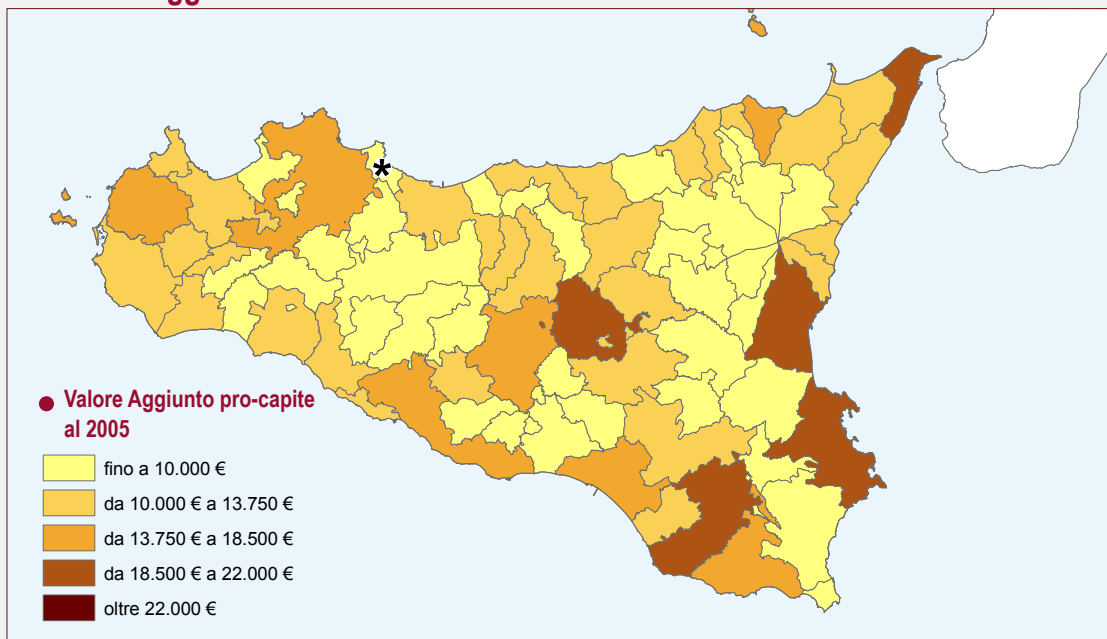 Valore Aggiunto pro-capite
al 2005
fino a 10.000 €
da 10.000 € a 13.750 €
da 13.750 € a 18.500 €
da 18.500 € a 22.000 €
oltre 22.000 €
*